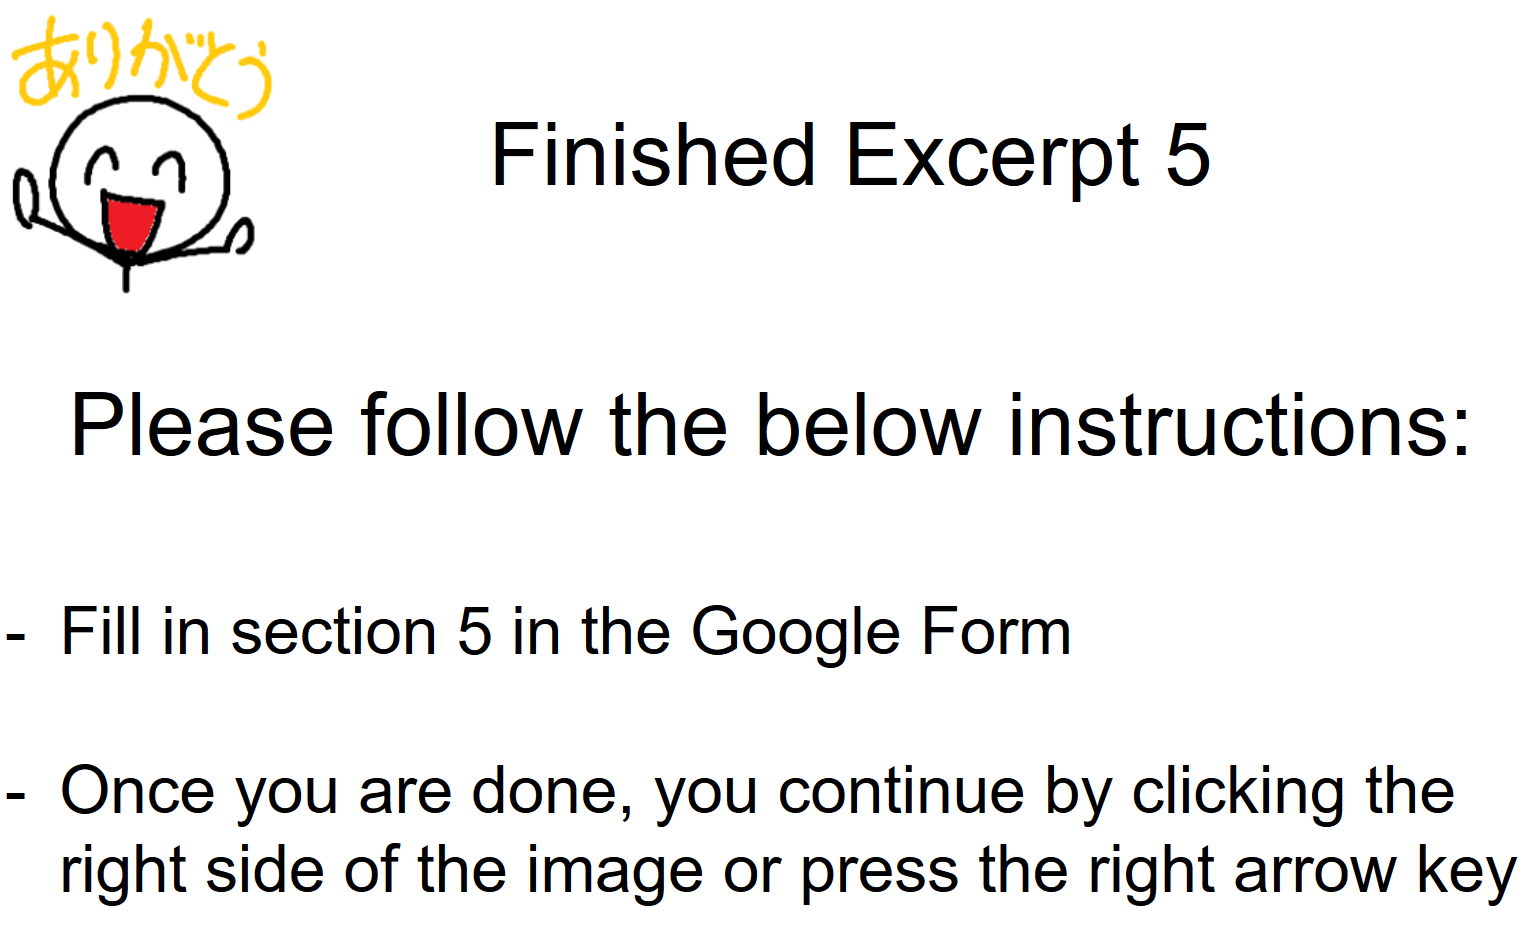 ありがとう
Finished Excerpt 5
Please follow the below instructions:
- Fill in section 5 in the Google Form
- Once you are done, you continue by clicking the
right side of the image or press the right arrow key